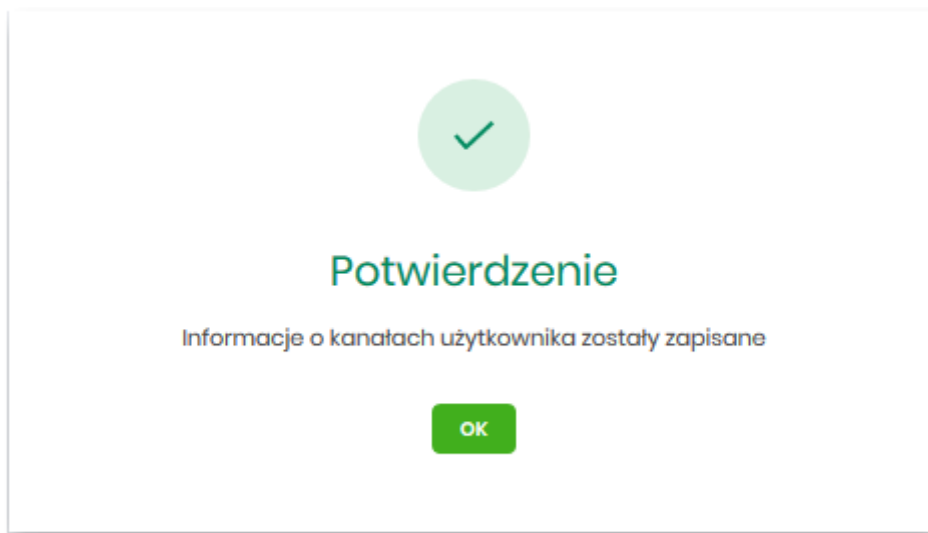 Potwierdzenie
Informacje o kanałach użytkownika zostały zapisane
OK